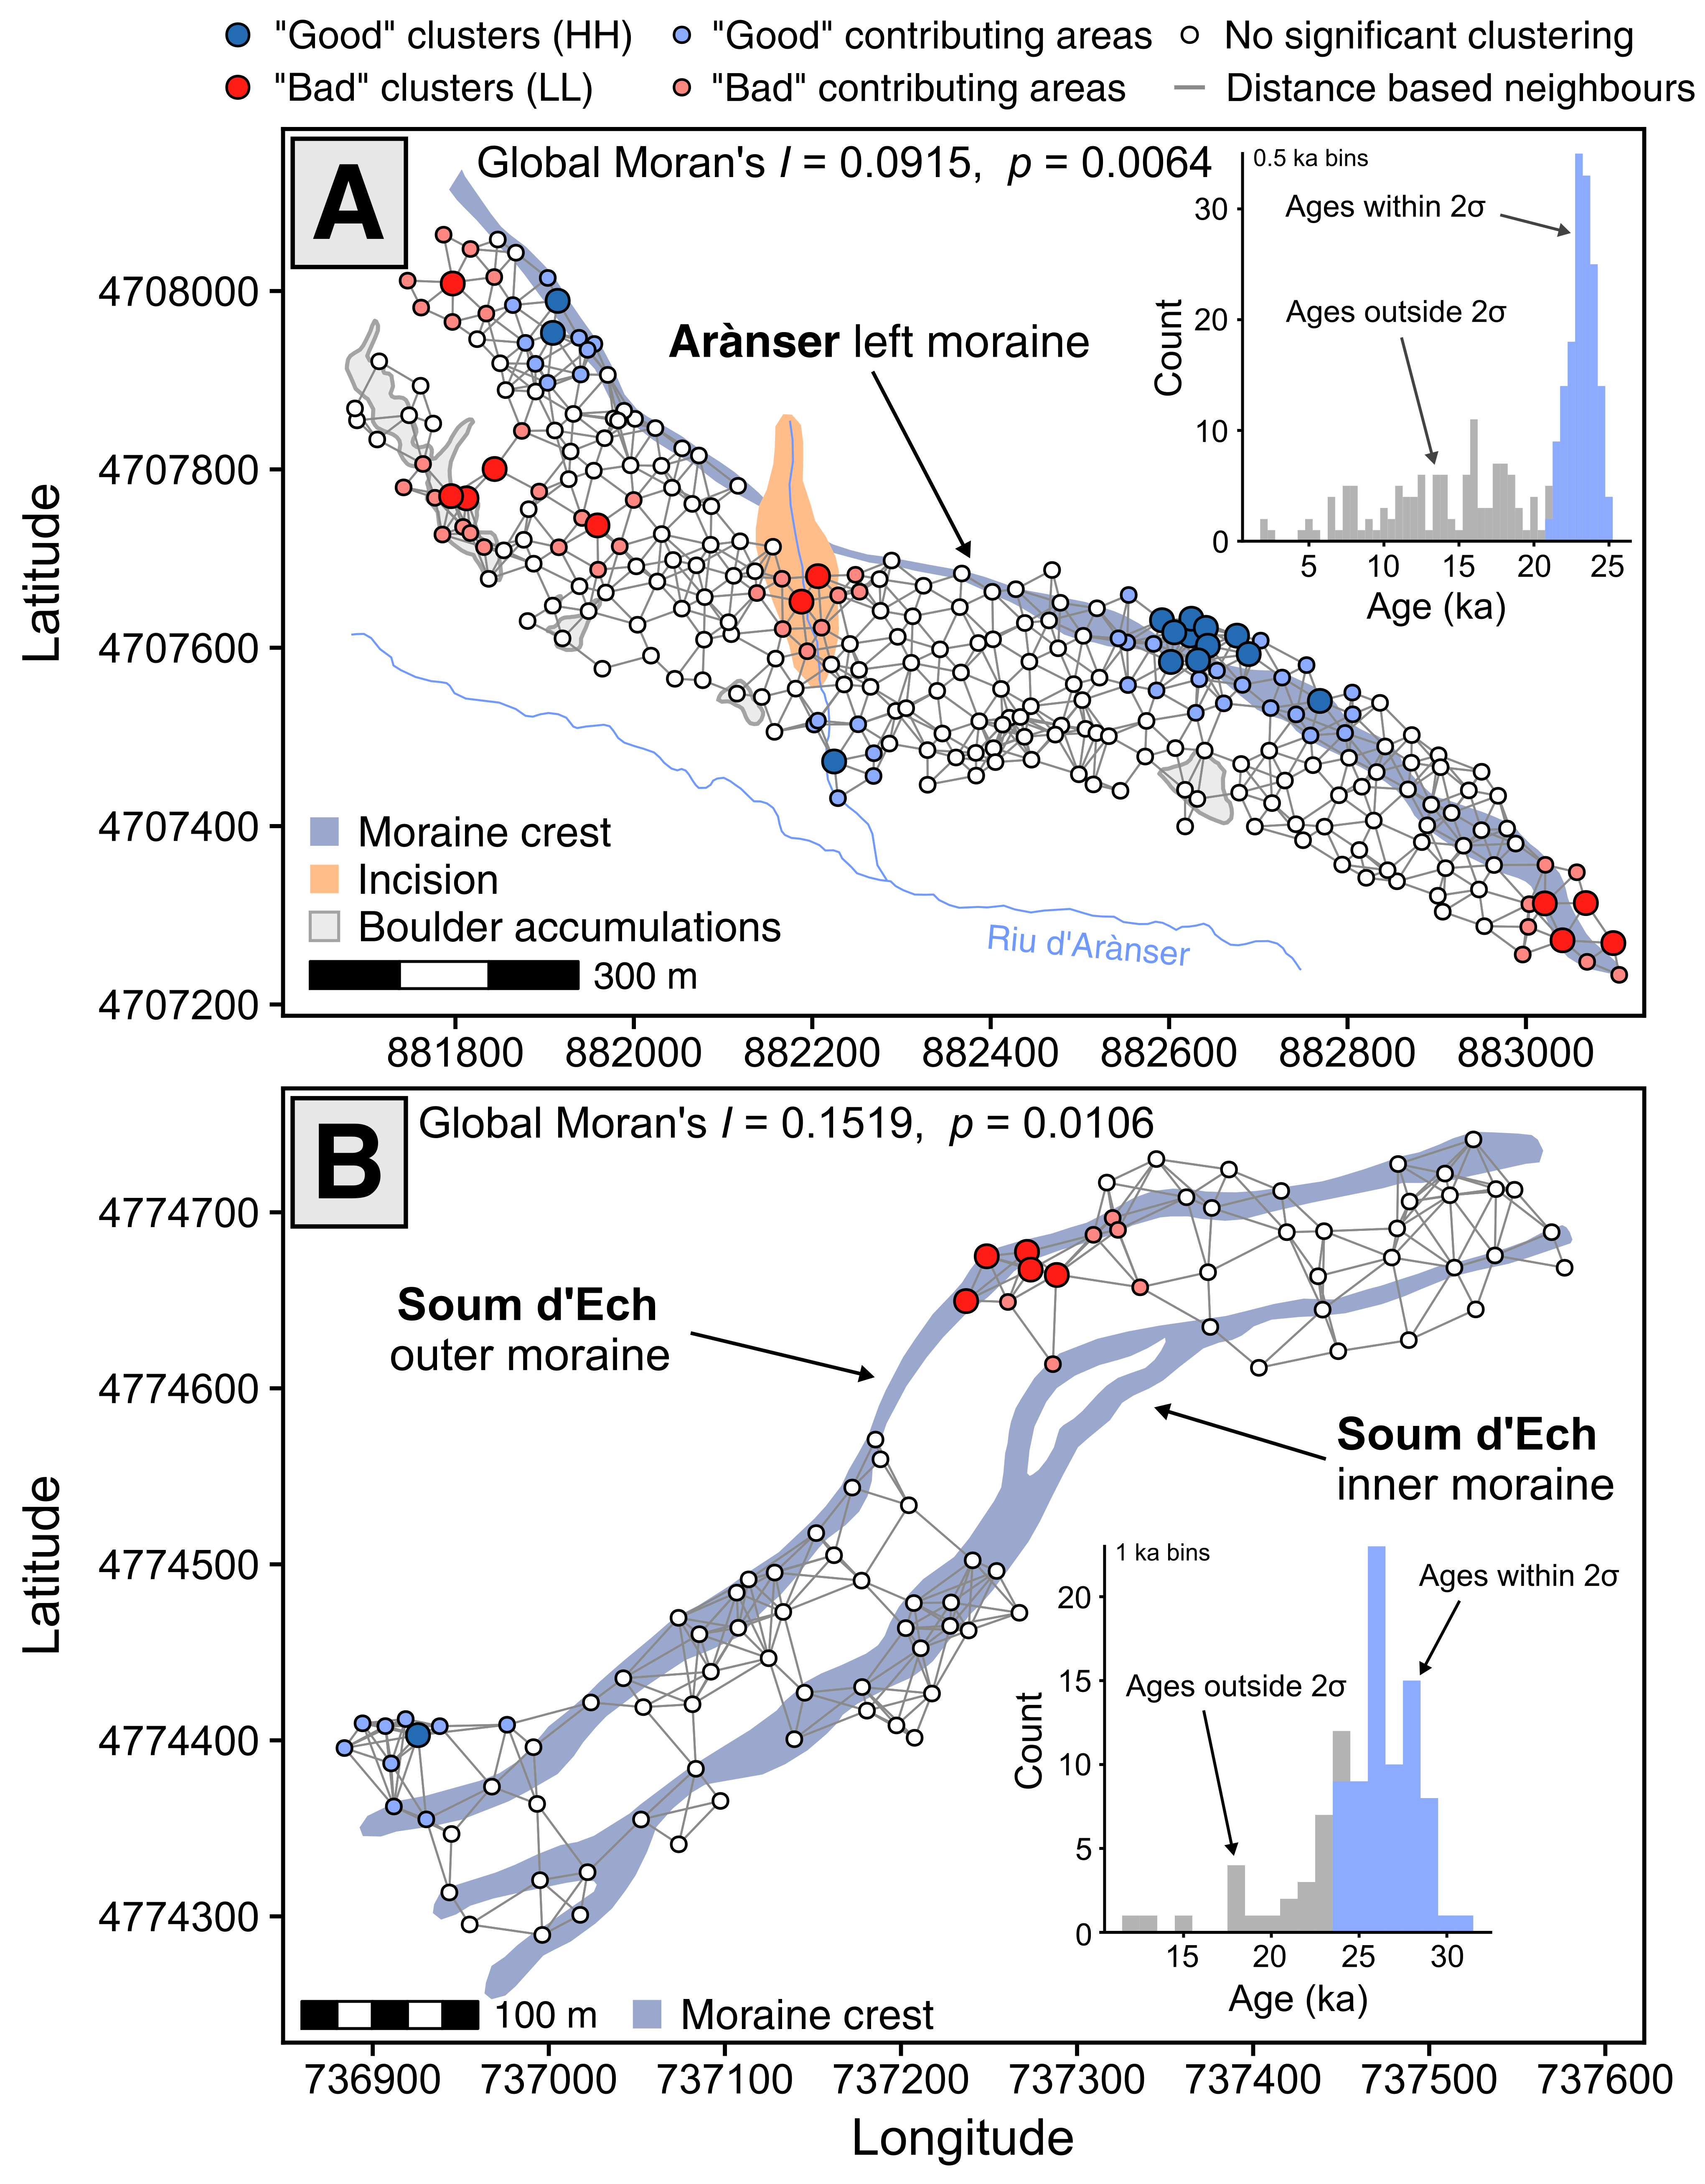 "Good" clusters (HH)
"Good" contributing areas
No significant clustering
"Bad" clusters (LL)
"Bad" contributing areas
Distance based neighbours
A
Global Moran's I = 0.0915, p = 0.0064
0.5 ka bins
Ages within 2σ
Ages outside 2σ
Count
30
20
10
0
5
10
15
20
25
Age (ka)
Arànser left moraine
Latitude
4708000
4707800
4707600
4707400
4707200
Moraine crest
Incision
Boulder accumulations
300 m
Riu d'Arànser
881800
882000
882200
882400
882600
882800
883000
B
Global Moran's I = 0.1519, p = 0.0106
Soum d'Ech
outer moraine
Soum d'Ech
inner moraine
Latitude
4774700
4774600
4774500
4774400
4774300
1 ka bins
Ages within 2σ
Ages outside 2σ
Count
20
15
10
5
0
15
20
25
30
Age (ka)
100 m
Moraine crest
736900
737000
737100
737200
737300
737400
737500
737600
Longitude